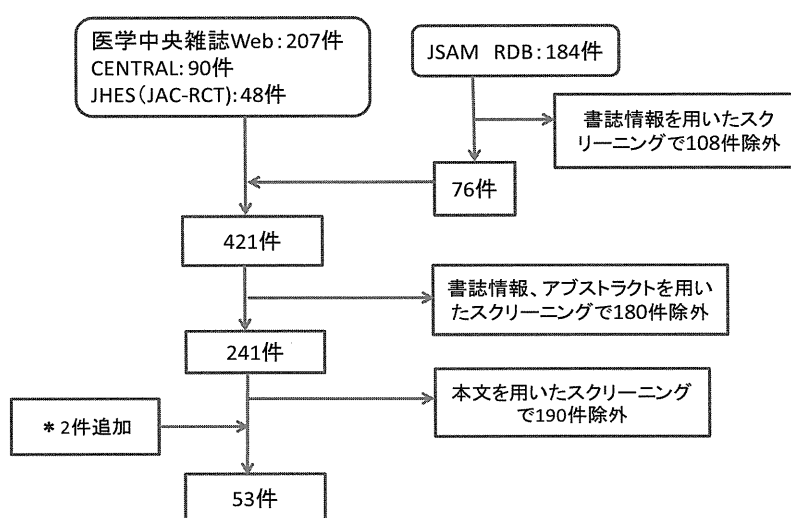 医学中央雑誌Web:207件
CENTRAL:90件
JHES(JAC-RCT):48件
JSAM RDB:184件
書誌情報を用いたスク
リーニングで108件除外
76件
421件
書誌情報、アブストラクトを用い
たスクリーニングで180件除外
241件
本文を用いたスクリーニング
で190件除外
*2件追加
53件